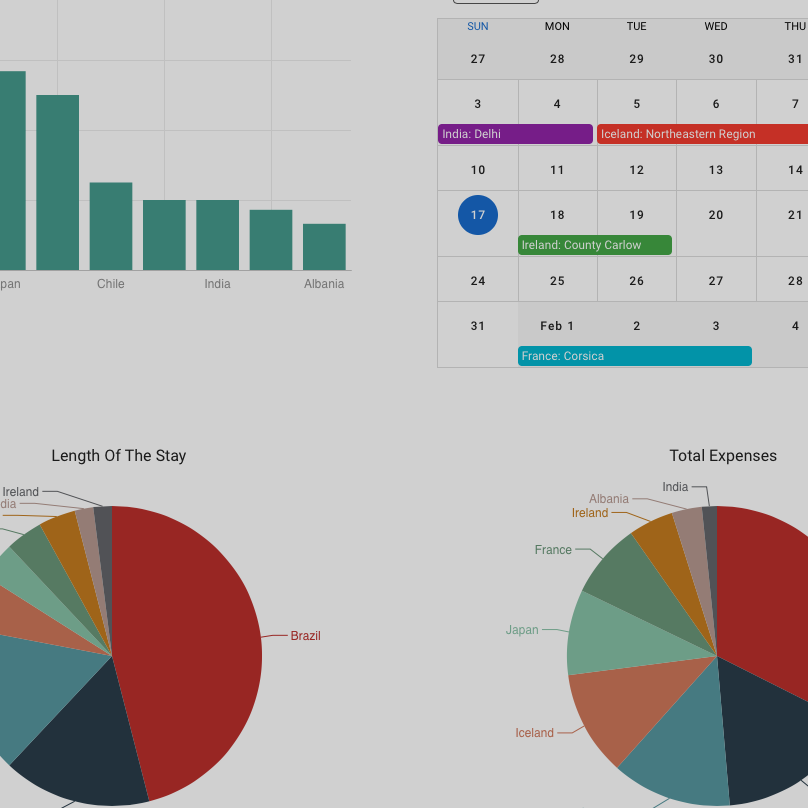 SUN MON TUE WED THU
27 28 29 30 31
3 4 5 6 7
India: Delhi Iceland: Northeastern Region
10 11 12 13 14
17 18 19 20 21
Ireland: County Carlow
24 25 26 27 28
31 Feb 1 2 3 4
France: Corsica
pan Chile India Albania
Length Of The Stay
Ireland
dia
Brazil
Total Expenses
India
Albania
Ireland
France
Japan
Iceland